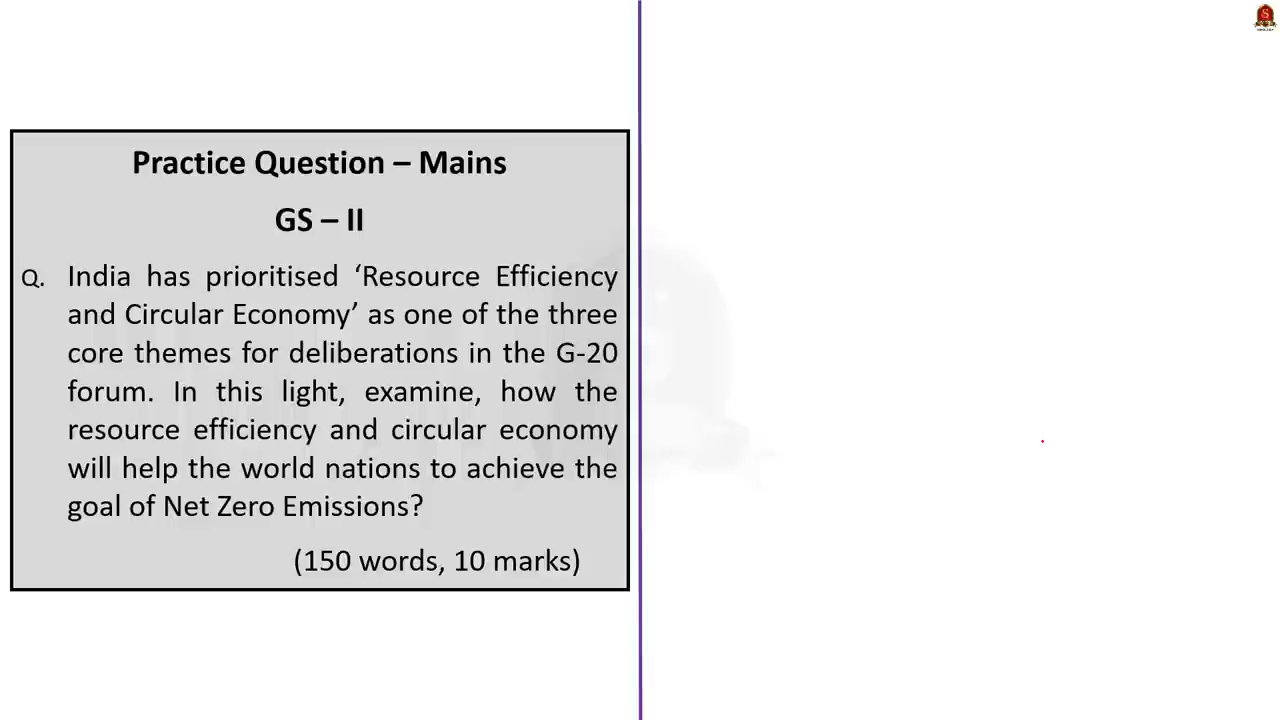 Practice Question – Mains
GS – II
Q. India has prioritised ‘Resource Efficiency
and Circular Economy’ as one of the three
core themes for deliberations in the G-20
forum. In this light, examine, how the
resource efficiency and circular economy
will help the world nations to achieve the
goal of Net Zero Emissions?
(150 words, 10 marks)